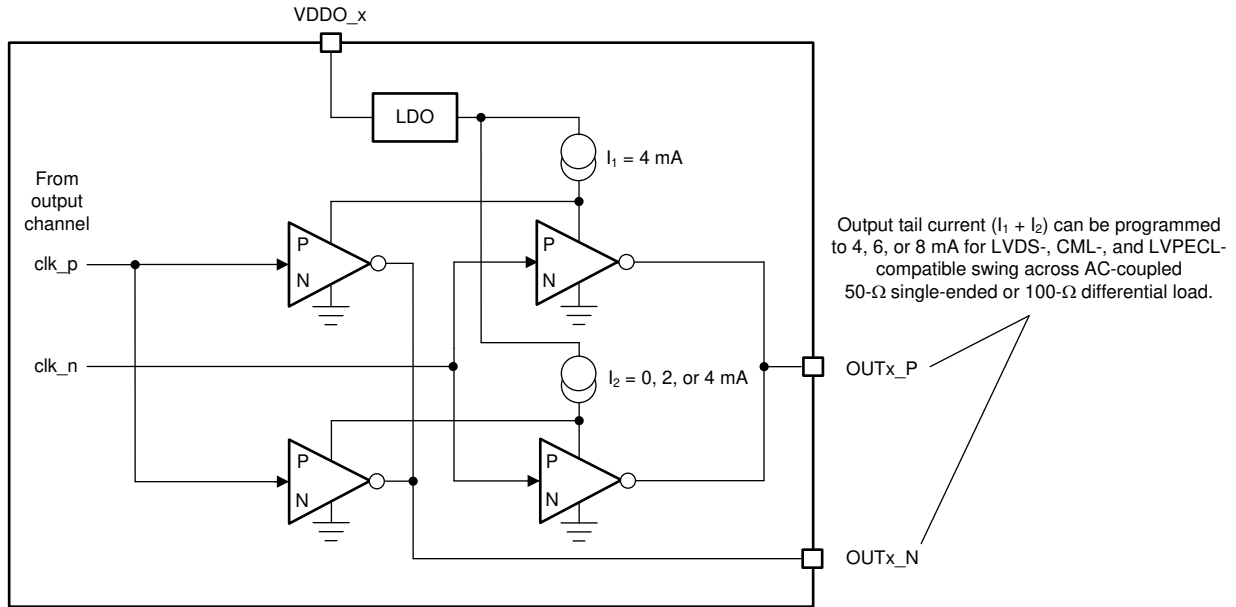 VDDO_x
LDO
I₁ = 4 mA
From
output
channel
clk_p
P
N
P
N
Output tail current (I₁ + I₂) can be programmed
to 4, 6, or 8 mA for LVDS-, CML-, and LVPECL-
compatible swing across AC-coupled
50-Ω single-ended or 100-Ω differential load.
clk_n
I₂ = 0, 2, or 4 mA
OUTx_P
P
N
P
N
OUTx_N